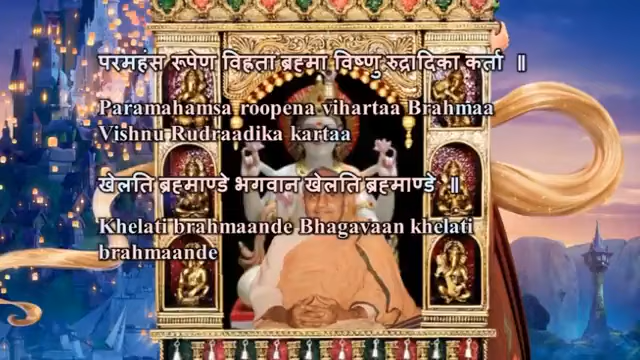 परमहंस रूपेण विहर्ता ब्रह्मा विष्णु रुद्रादिका कर्ता ॥
Paramahamsa roopena vihartaa Brahmaa
Vishnu Rudraadika kartaa
खेलति ब्रह्माण्डे भगवान खेलति ब्रह्माण्डे ॥
Khelati brahmaande Bhagavaan khelati
brahmaande